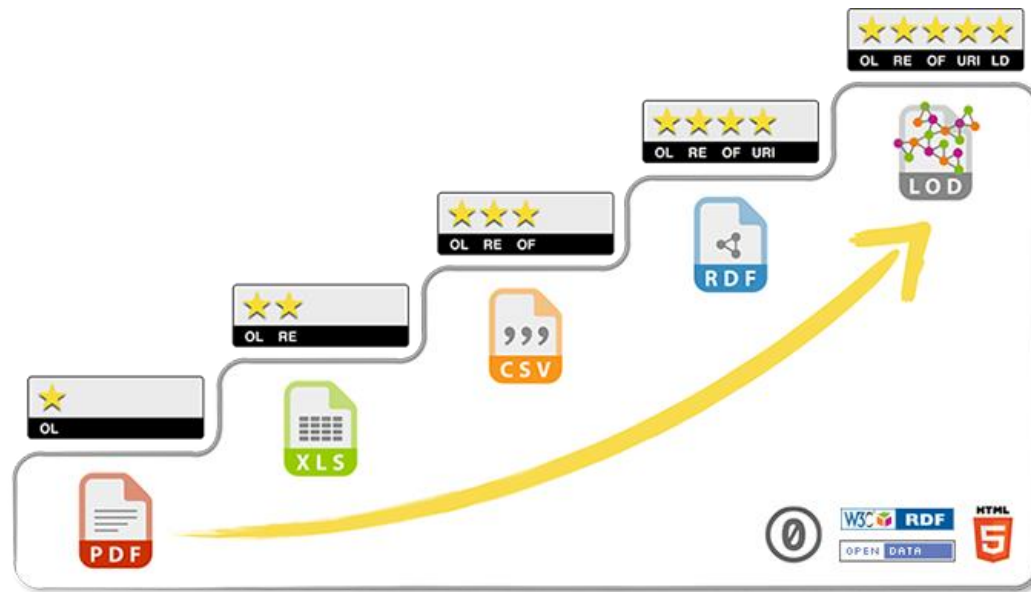 OL RE OF URI LD
OL RE OF URI
LOD
OL RE OF
RDF
OL RE
CSV
OL
XLS
PDF
0
W3C RDF
HTML
5
OPEN DATA